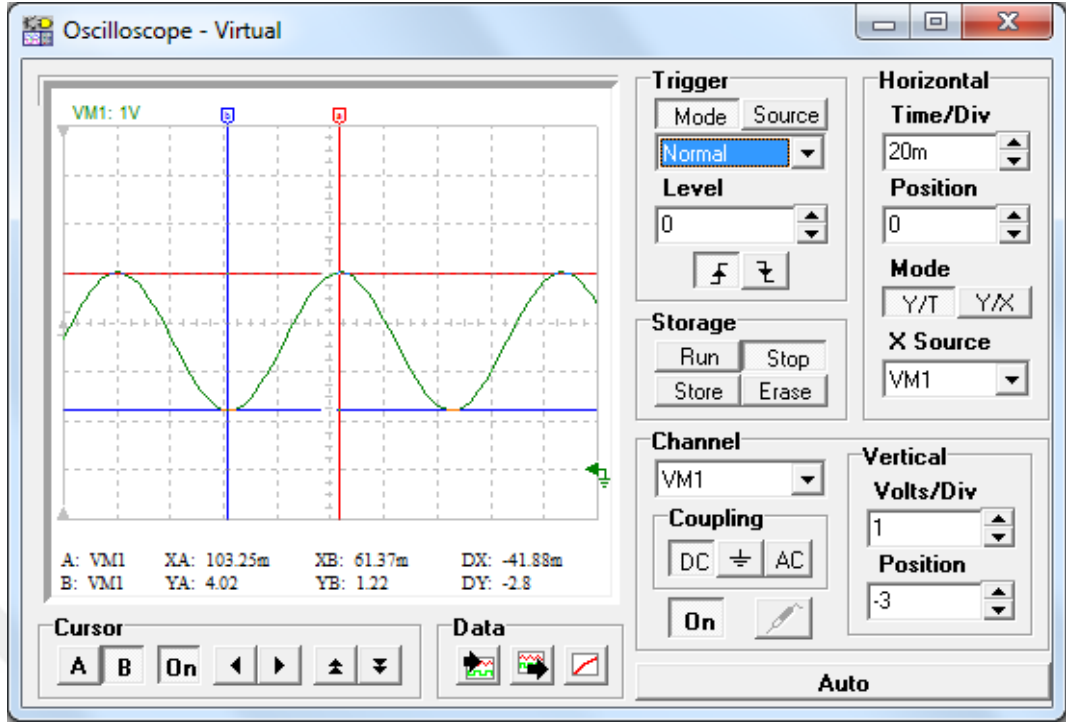 Oscilloscope - Virtual
VM1: 1V
b
a
A: VM1 XA: 103.25m XB: 61.37m DX: -41.88m
B: VM1 YA: 4.02 YB: 1.22 DY: -2.8
Cursor
A B On
Data
Trigger
Mode Source
Normal
Level
0
Storage
Run Stop
Store Erase
Horizontal
Time/Div
20m
Position
0
Mode
Y/T Y/X
X Source
VM1
Channel
VM1
Coupling
DC AC
On
Vertical
Volts/Div
1
Position
-3
Auto